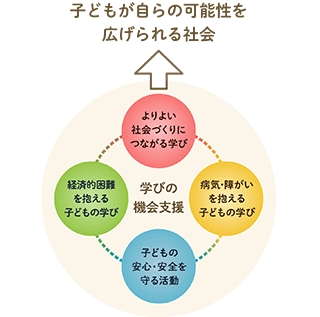 子どもが自らの可能性を
広げられる社会
よりよい
社会づくりに
つながる学び
経済的困難
を抱える
子どもの学び
学びの
機会支援
病気・障がい
を抱える
子どもの学び
子どもの
安心・安全を
守る活動